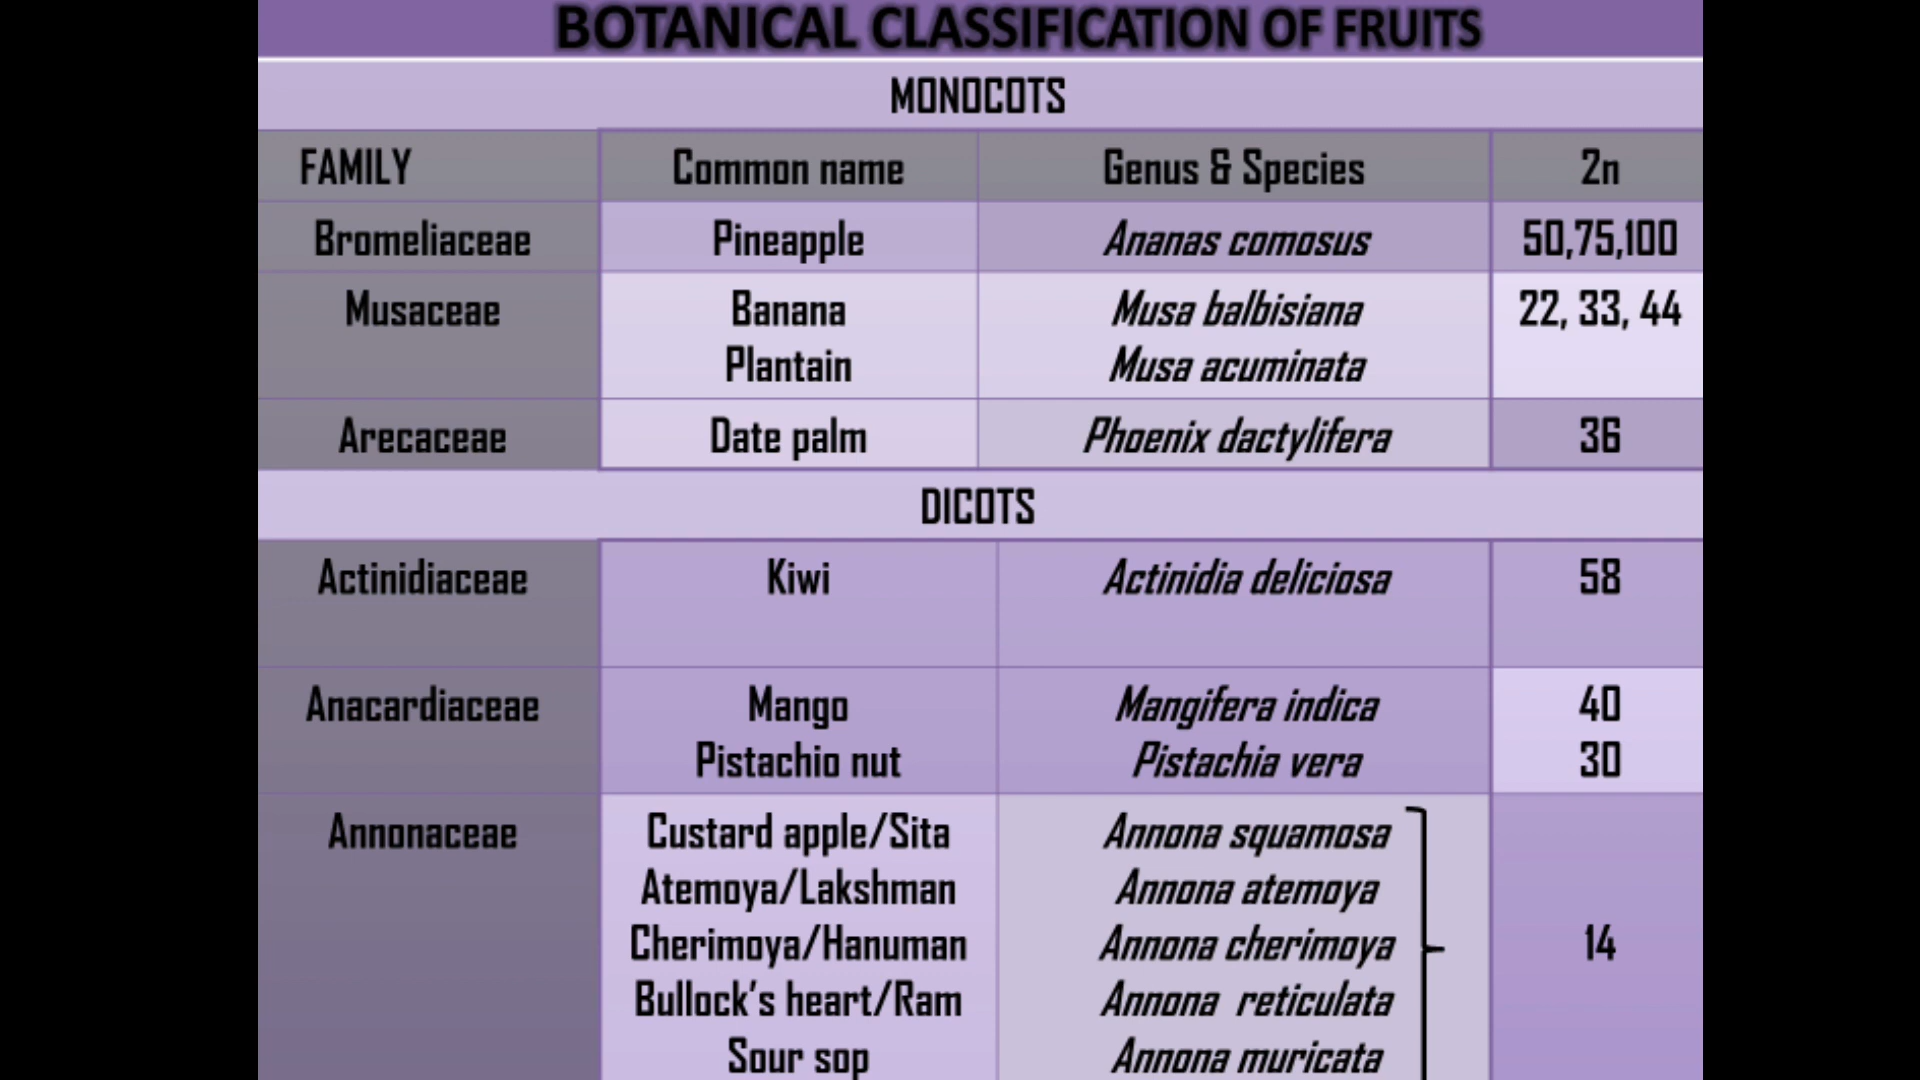 BOTANICAL CLASSIFICATION OF FRUITS
MONOCOTS
FAMILY Common name Genus & Species 2n
Bromeliaceae Pineapple Ananas comosus 50,75,100
Musaceae Banana Musa balbisiana 22, 33, 44
Plantain Musa acuminata
Arecaceae Date palm Phoenix dactylifera 36
DICOTS
Actinidiaceae Kiwi Actinidia deliciosa 58
Anacardiaceae Mango Mangifera indica 40
Pistachio nut Pistachia vera 30
Annonaceae Custard apple/Sita Annona squamosa
Atemoya/Lakshman Annona atemoya
Cherimoya/Hanuman Annona cherimoya 14
Bullock's heart/Ram Annona reticulata
Sour sop Annona muricata